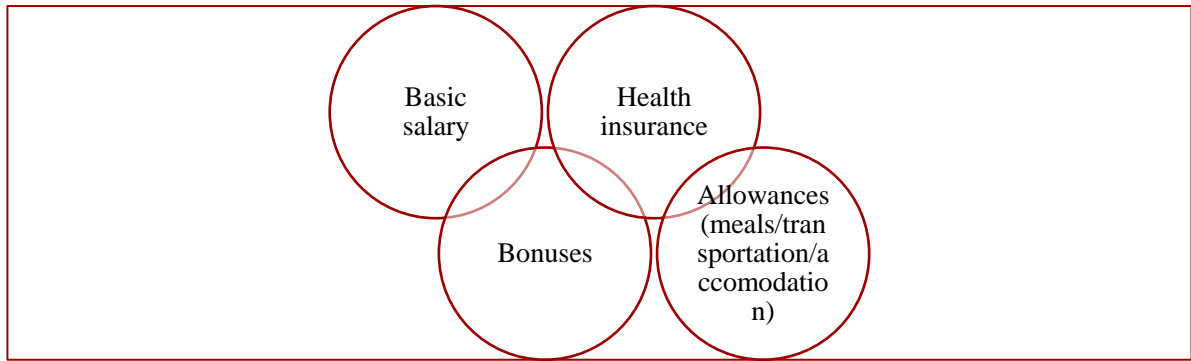 Basic
salary
Health
insurance
Bonuses
Allowances
(meals/tran
sportation/a
ccomodatio
n)